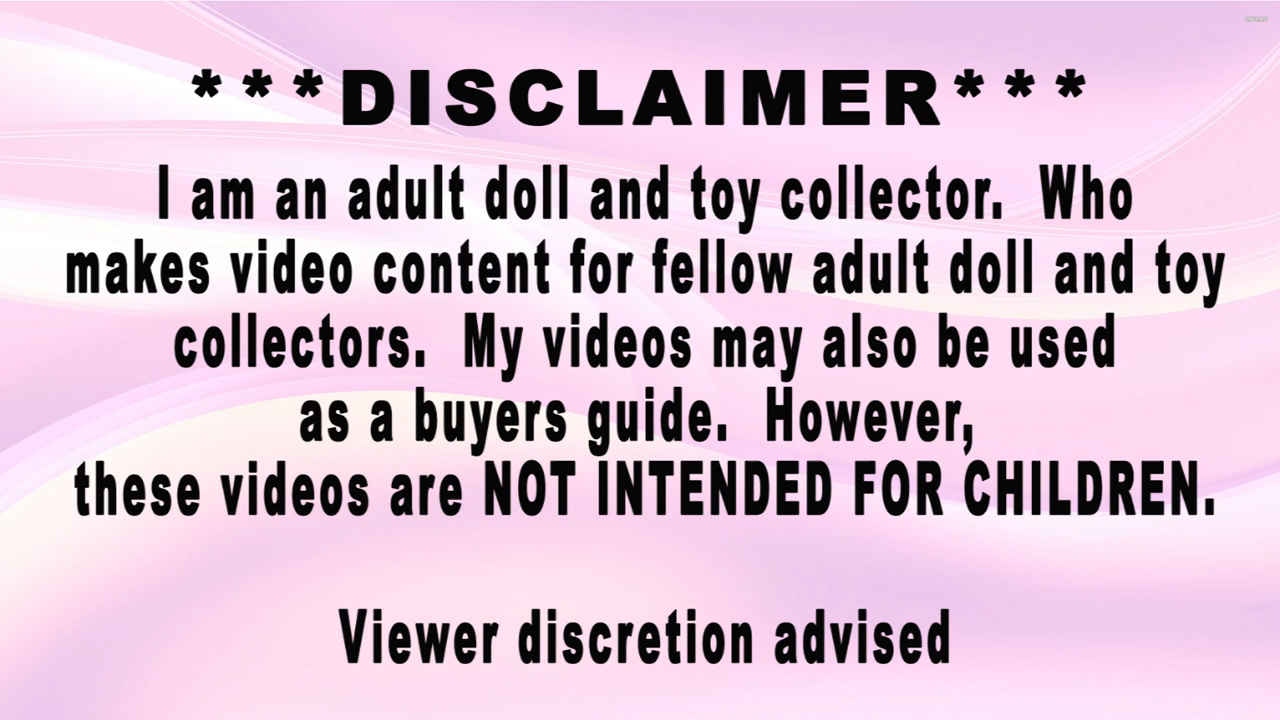 ***DISCLAIMER***
I am an adult doll and toy collector. Who
makes video content for fellow adult doll and toy
collectors. My videos may also be used
as a buyers guide. However,
these videos are NOT INTENDED FOR CHILDREN.
Viewer discretion advised